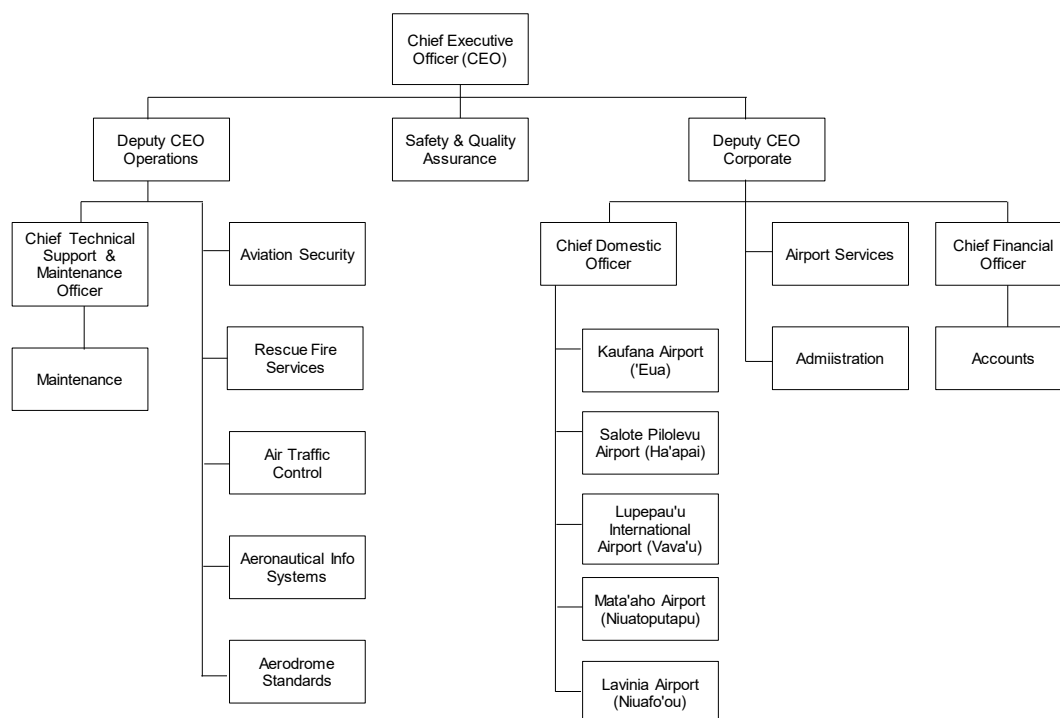 Chief Executive
Officer (CEO)
Deputy CEO
Operations
Safety & Quality
Assurance
Deputy CEO
Corporate
Chief Technical
Support &
Maintenance
Officer
Aviation Security
Chief Domestic
Officer
Airport Services
Chief Financial
Officer
Maintenance
Rescue Fire
Services
Kaufana Airport
('Eua)
Admiistration
Accounts
Air Traffic
Control
Salote Pilolevu
Airport (Ha'apai)
Aeronautical Info
Systems
Lupepau'u
International
Airport (Vava'u)
Mata'aho Airport
(Niuatoputapu)
Aerodrome
Standards
Lavinia Airport
(Niuafo'ou)